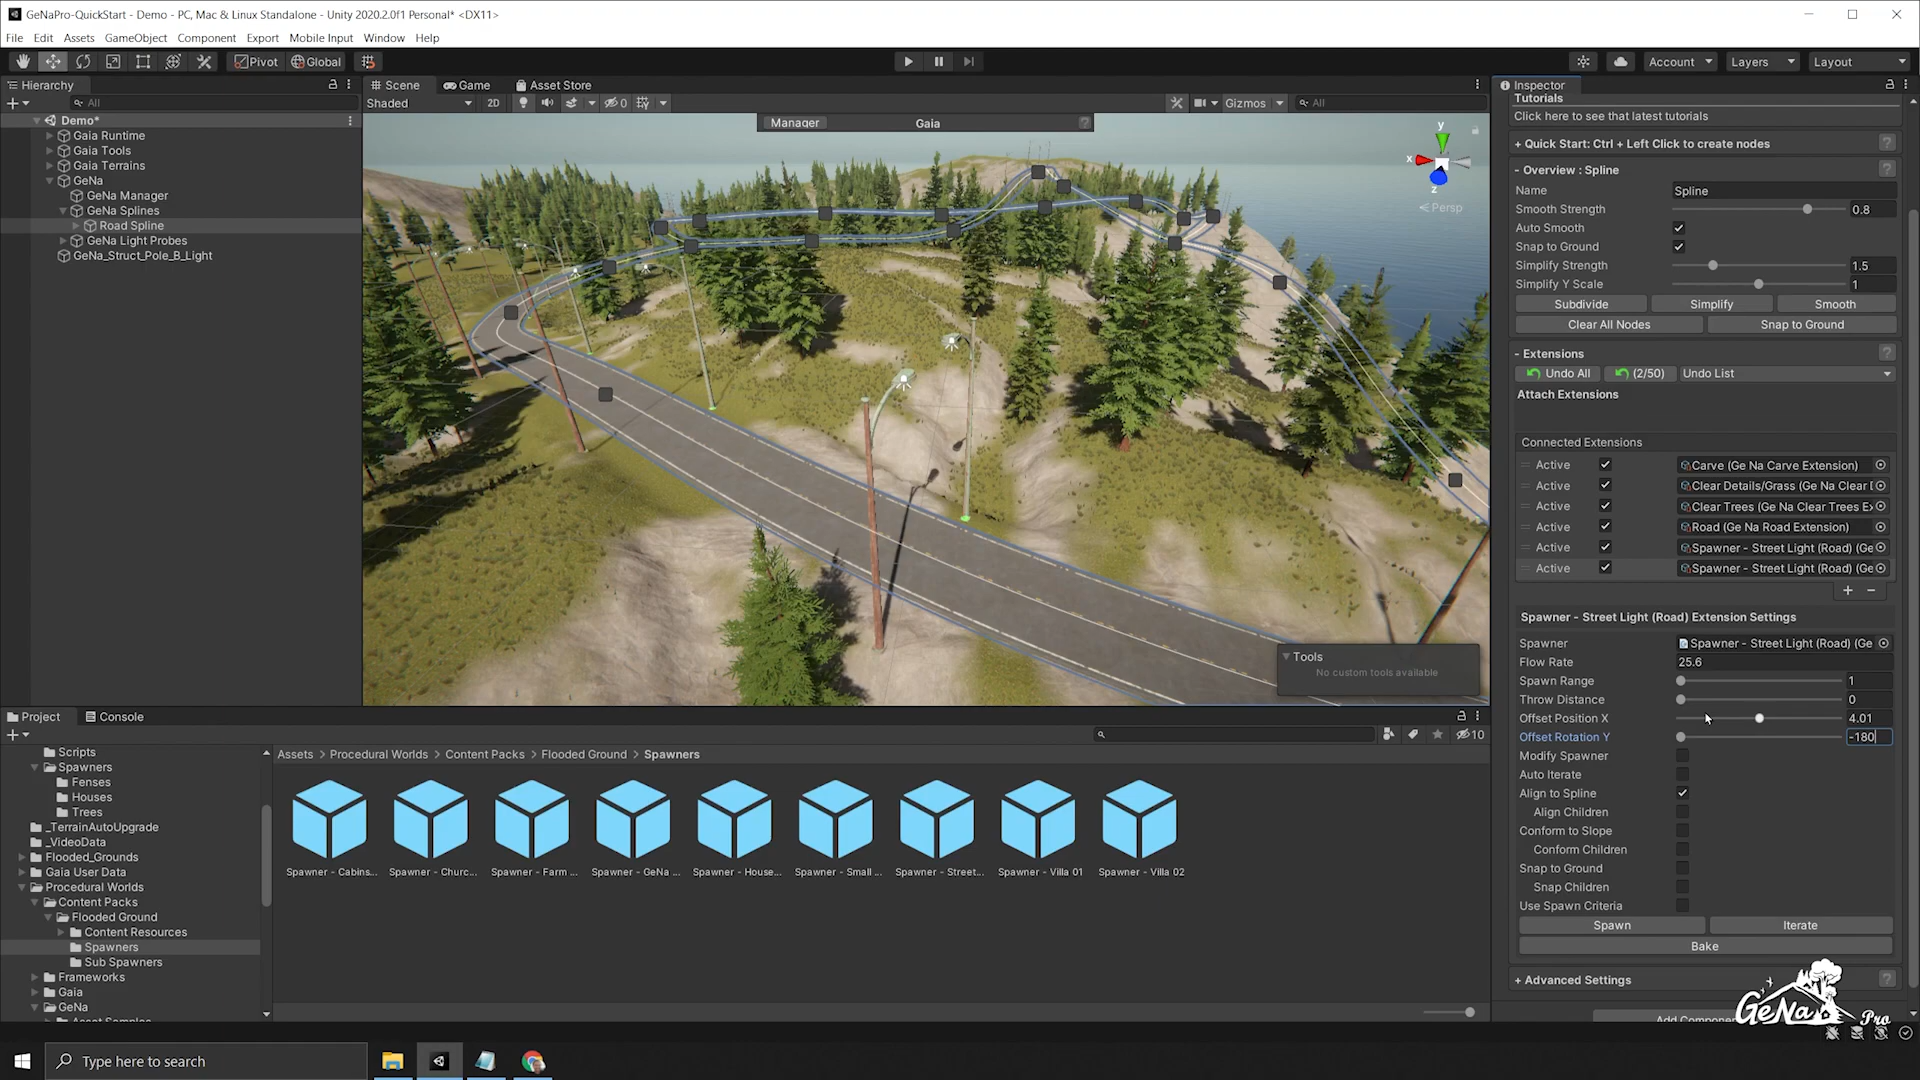 GeNaPro-QuickStart - Demo - PC, Mac & Linux Standalone - Unity 2020.2.0f1 Personal* <DX11>
File Edit Assets GameObject Component Export Mobile Input Window Help
Pivot Global Account Layers Layout
Hierarchy
All
Demo*
Gaia Runtime
Gaia Tools
Gaia Terrains
GeNa
GeNa Manager
GeNa Splines
Road Spline
GeNa Light Probes
GeNa_Struct_Pole_B_Light
Scene Game Asset Store
Shaded 2D 0 Gizmos All
Manager Gaia
y
x
z
Persp
Tools
No custom tools available
Inspector
Tutorials
Click here to see that latest tutorials
+ Quick Start: Ctrl + Left Click to create nodes
- Overview : Spline
Name Spline
Smooth Strength 0.8
Auto Smooth
Snap to Ground
Simplify Strength 1.5
Simplify Y Scale 1
Subdivide Simplify Smooth
Clear All Nodes Snap to Ground
- Extensions
Undo All (2/50) Undo List
Attach Extensions
Connected Extensions
Active Carve (Ge Na Carve Extension)
Active Clear Details/Grass (Ge Na Clear
Active Clear Trees (Ge Na Clear Trees Ex
Active Road (Ge Na Road Extension)
Active Spawner - Street Light (Road) (Ge
Active Spawner - Street Light (Road) (Ge
+ -
Spawner - Street Light (Road) Extension Settings
Spawner Spawner - Street Light (Road) (Ge
Flow Rate 25.6
Spawn Range 1
Throw Distance 0
Offset Position X 4.01
Offset Rotation Y -180
Modify Spawner
Auto Iterate
Align to Spline
Align Children
Conform to Slope
Conform Children
Snap to Ground
Snap Children
Use Spawn Criteria
Spawn Iterate
Bake
+ Advanced Settings
GeNa Pro
Project Console
10
Scripts
Spawners
Fenses
Houses
Trees
_TerrainAutoUpgrade
_VideoData
Flooded_Grounds
Gaia User Data
Procedural Worlds
Content Packs
Flooded Ground
Content Resources
Spawners
Sub Spawners
Frameworks
Gaia
GeNa
Assets > Procedural Worlds > Content Packs > Flooded Ground > Spawners
Spawner - Cabins... Spawner - Churc... Spawner - Farm ... Spawner - GeNa ... Spawner - House... Spawner - Small ... Spawner - Street... Spawner - Villa 01 Spawner - Villa 02
Type here to search